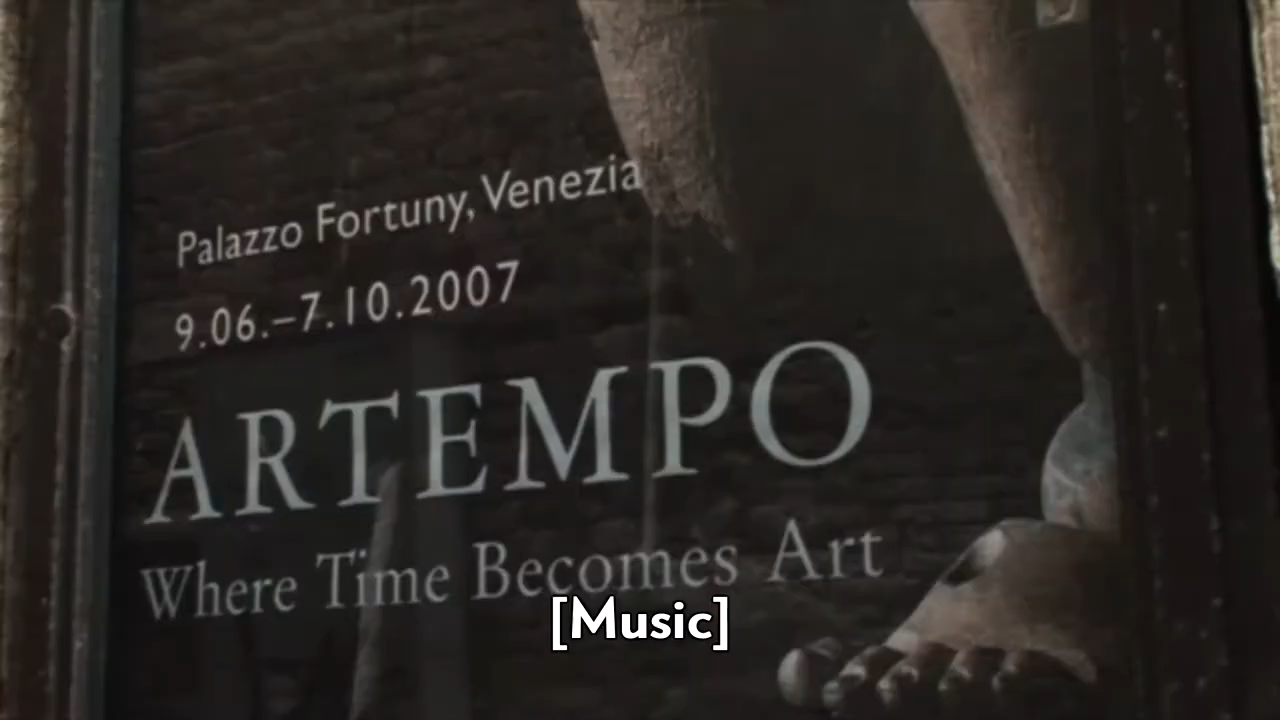 Palazzo Fortuny, Venezia
9.06.–7.10.2007
ARTEMPO
Where Time Becomes Art
[Music]